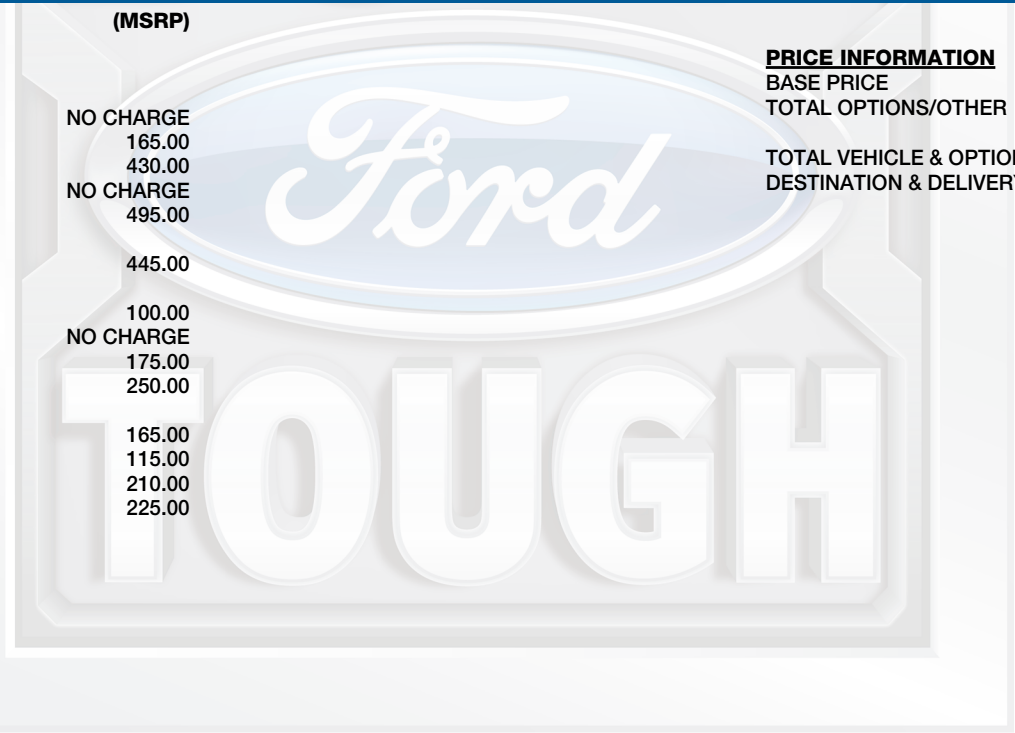 (MSRP)
NO CHARGE
165.00
430.00
NO CHARGE
495.00
445.00
100.00
NO CHARGE
175.00
250.00
165.00
115.00
210.00
225.00
PRICE INFORMATION
BASE PRICE
TOTAL OPTIONS/OTHER
TOTAL VEHICLE & OPTION
DESTINATION & DELIVERY
Ford
TOUGH